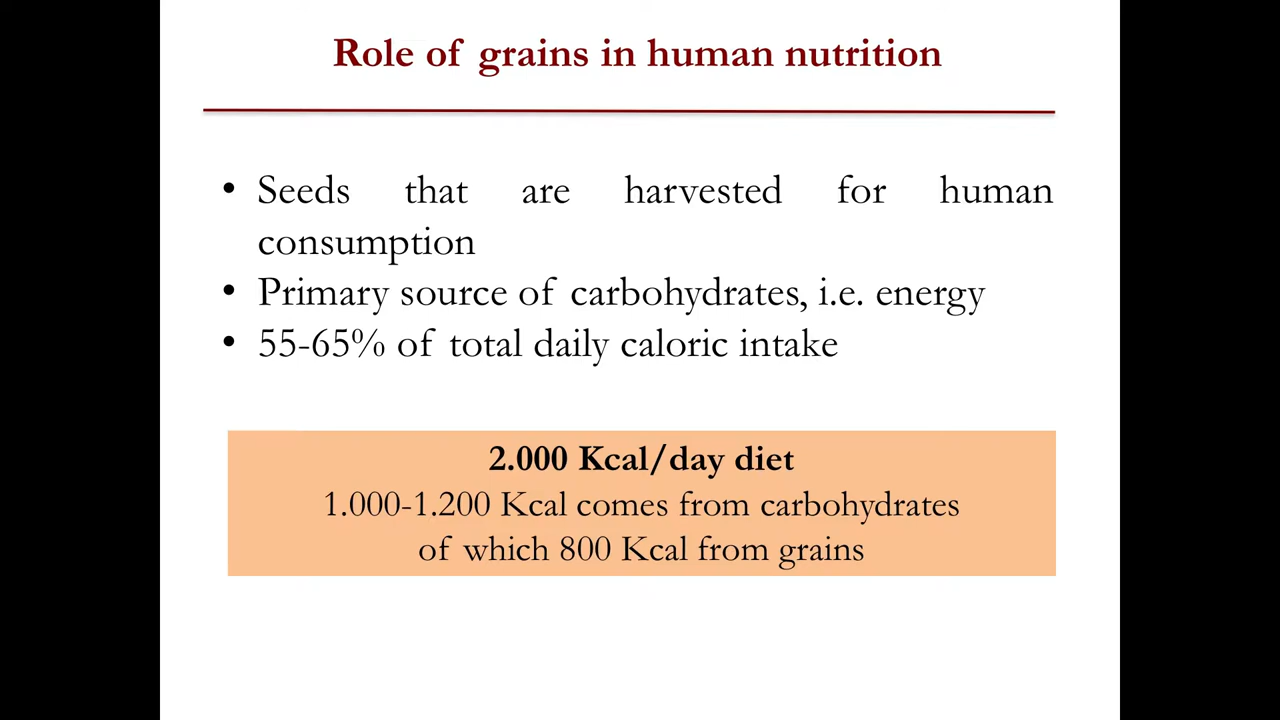 Role of grains in human nutrition
• Seeds that are harvested for human
consumption
• Primary source of carbohydrates, i.e. energy
• 55-65% of total daily caloric intake
2.000 Kcal/day diet
1.000-1.200 Kcal comes from carbohydrates
of which 800 Kcal from grains